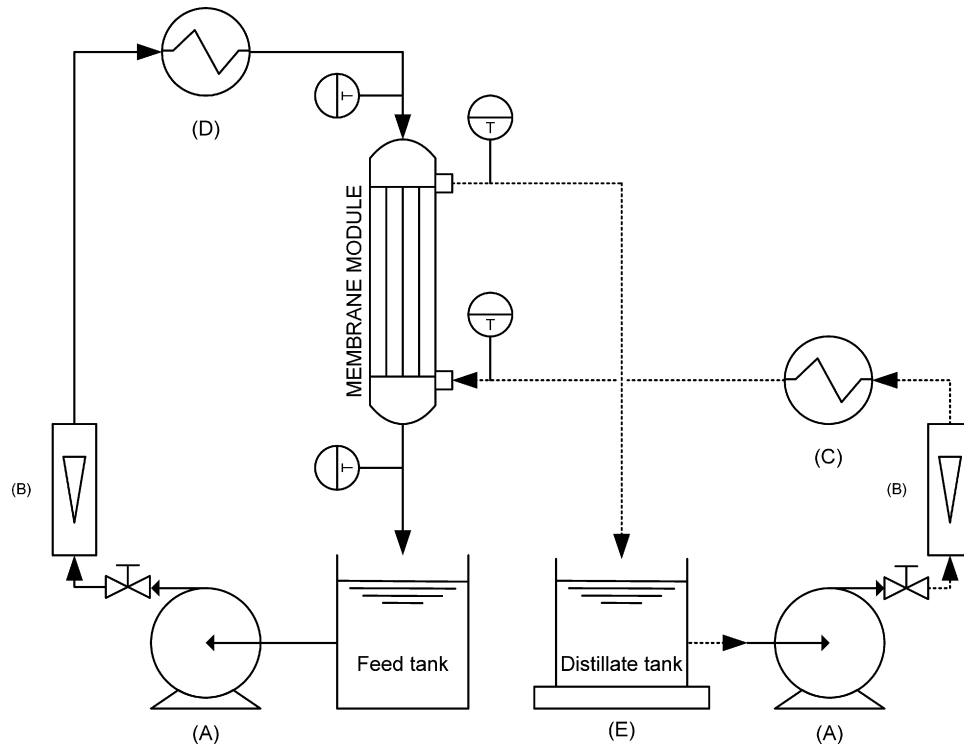 (D)
T
T
MEMBRANE MODULE
T
(C)
T
(B)
(B)
Feed tank
Distillate tank
(A)
(E)
(A)